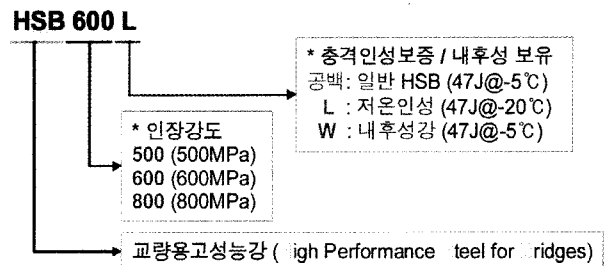 HSB 600 L
* 충격인성보증 / 내후성 보유
공백: 일반 HSB (47J@-5℃)
L : 저온인성 (47J@-20℃)
W : 내후성강 (47J@-5℃)
* 인장강도
500 (500MPa)
600 (600MPa)
800 (800MPa)
교량용고성능강 ( igh Performance teel for ridges)